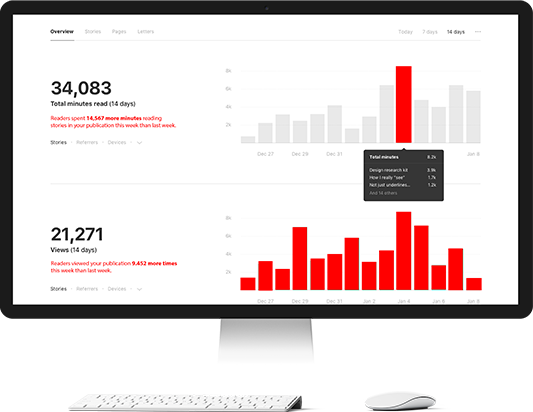 Overview Stories Pages Letters Today 7 days 14 days ...
34,083
Total minutes read (14 days)
Readers spent 14,567 more minutes reading
stories in your publication this week than last week.
Stories · Referrers · Devices ·
8k
6k
4k
2k
Dec 27 Dec 29 Dec 31 Jan 8
Total minutes 8.2k
Design research kit 3.9k
How I really "see" 1.7k
Not just underlines... 1.2k
And 14 others
21,271
Views (14 days)
Readers viewed your publication 9.452 more times
this week than last week.
Stories · Referrers · Devices ·
8k
6k
4k
2k
Dec 27 Dec 29 Dec 31 Jan 2 Jan 4 Jan 6 Jan 8